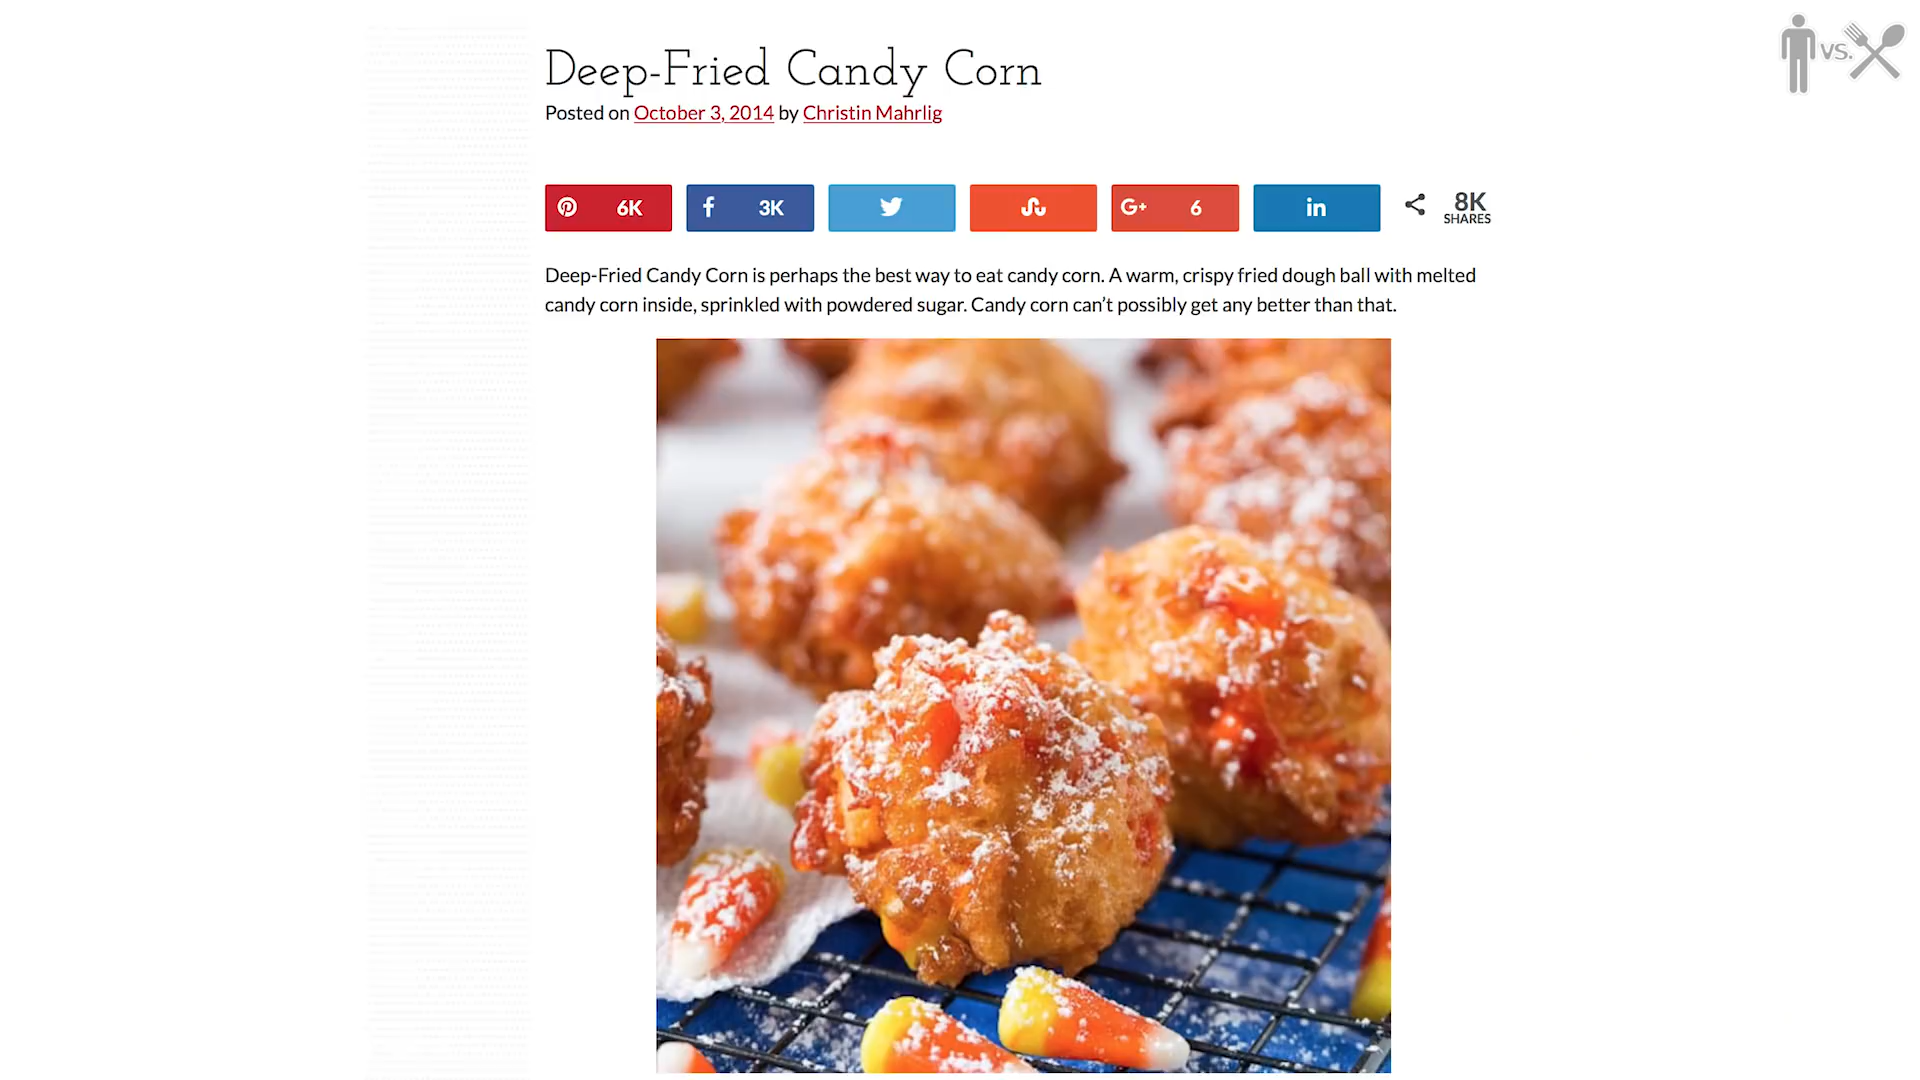 vs.
Deep-Fried Candy Corn
Posted on October 3, 2014 by Christin Mahrlig
6K
f 3K
G+ 6
in
8K
SHARES
Deep-Fried Candy Corn is perhaps the best way to eat candy corn. A warm, crispy fried dough ball with melted
candy corn inside, sprinkled with powdered sugar. Candy corn can’t possibly get any better than that.